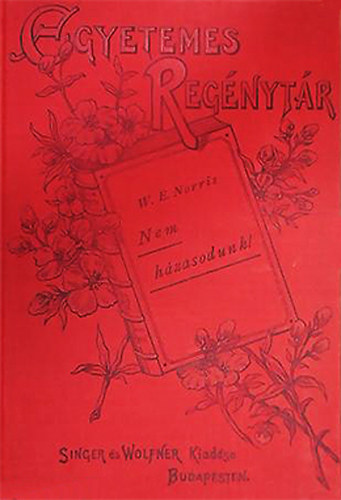 EGYETEMES
REGÉNYTÁR
W. E. Norris
Nem
házasodunk!
SINGER és WOLFNER Kiadása
BUDAPESTEN.